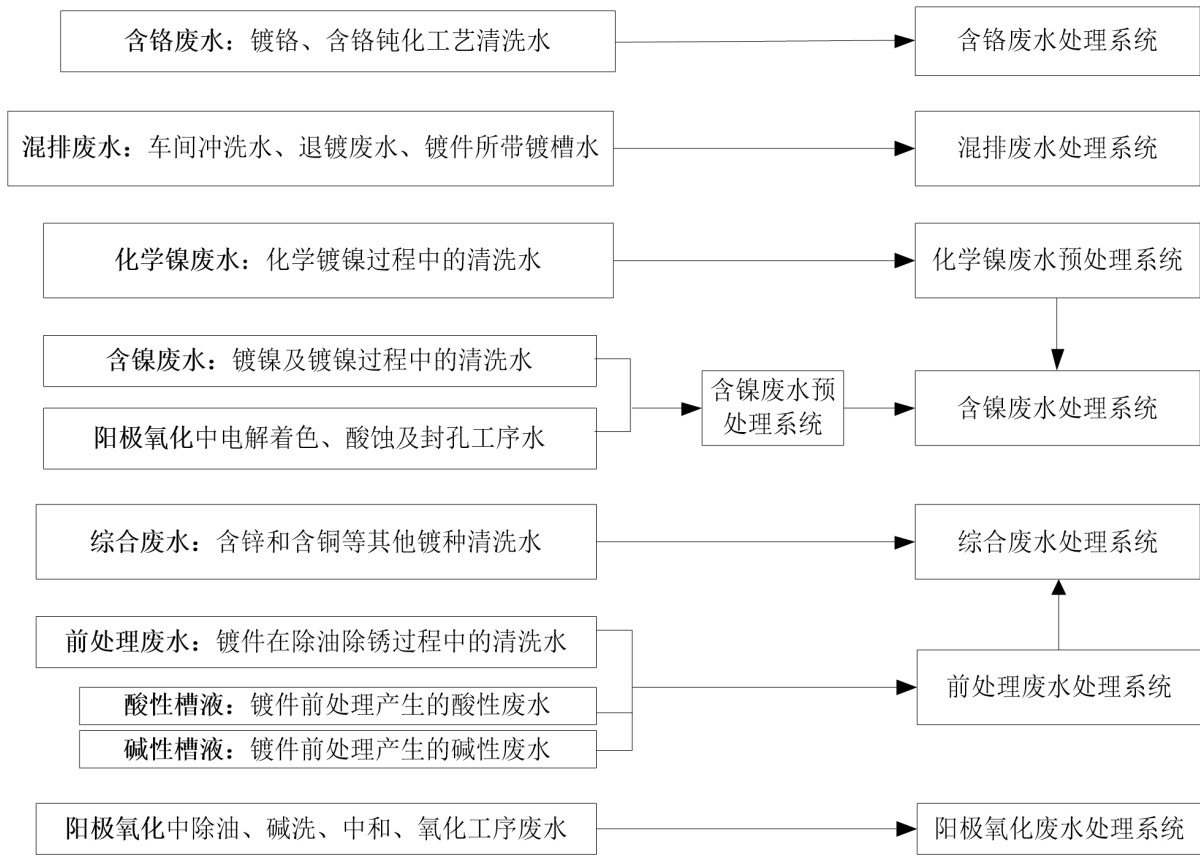 含铬废水：镀铬、含铬钝化工艺清洗水
含铬废水处理系统
混排废水：车间冲洗水、退镀废水、镀件所带镀槽水
混排废水处理系统
化学镍废水：化学镀镍过程中的清洗水
化学镍废水预处理系统
含镍废水：镀镍及镀镍过程中的清洗水
阳极氧化中电解着色、酸蚀及封孔工序水
含镍废水预
处理系统
含镍废水处理系统
综合废水：含锌和含铜等其他镀种清洗水
综合废水处理系统
前处理废水：镀件在除油除锈过程中的清洗水
酸性槽液：镀件前处理产生的酸性废水
碱性槽液：镀件前处理产生的碱性废水
前处理废水处理系统
阳极氧化中除油、碱洗、中和、氧化工序废水
阳极氧化废水处理系统